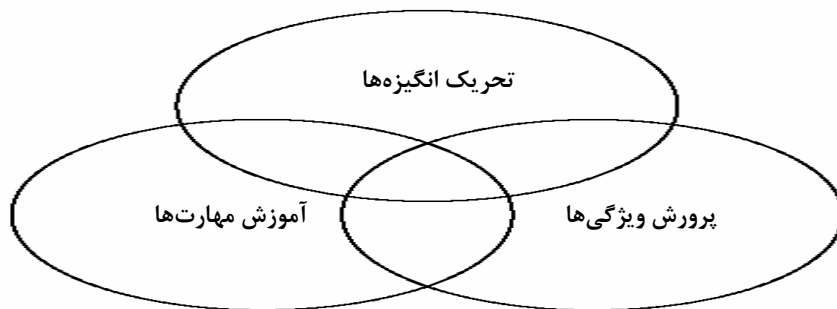 تحریک انگیزه‌ها
پرورش ویژگی‌ها
آموزش مهارت‌ها